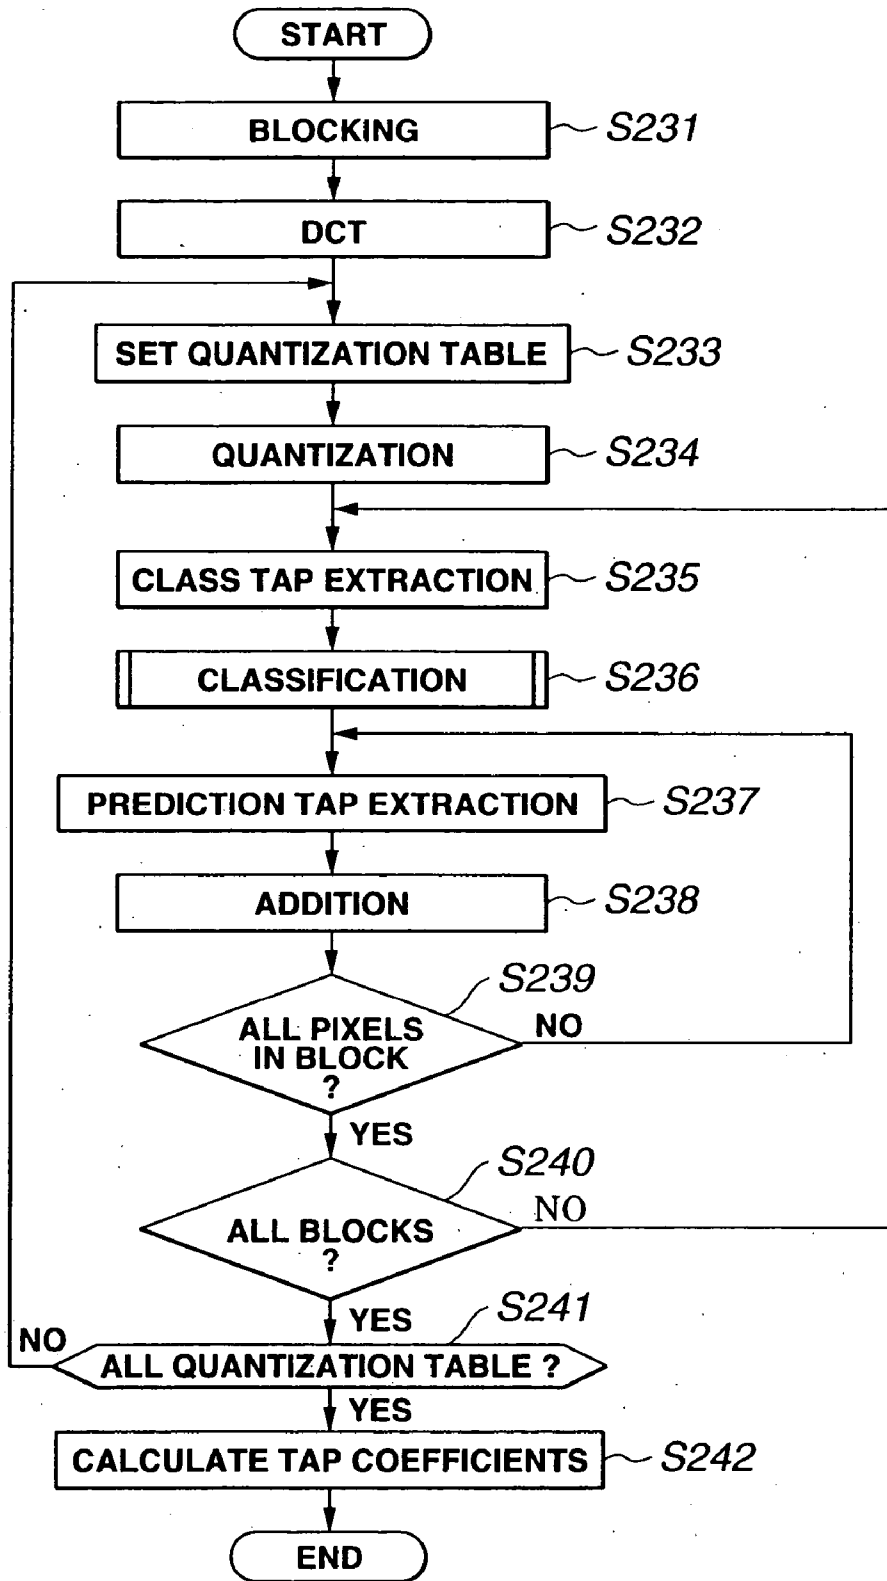 START
BLOCKING
S231
DCT
S232
SET QUANTIZATION TABLE
S233
QUANTIZATION
S234
CLASS TAP EXTRACTION
S235
CLASSIFICATION
S236
PREDICTION TAP EXTRACTION
S237
ADDITION
S238
S239
ALL PIXELS
IN BLOCK
?
NO
YES
S240
ALL BLOCKS
?
NO
YES
S241
NO
ALL QUANTIZATION TABLE ?
YES
CALCULATE TAP COEFFICIENTS
S242
END